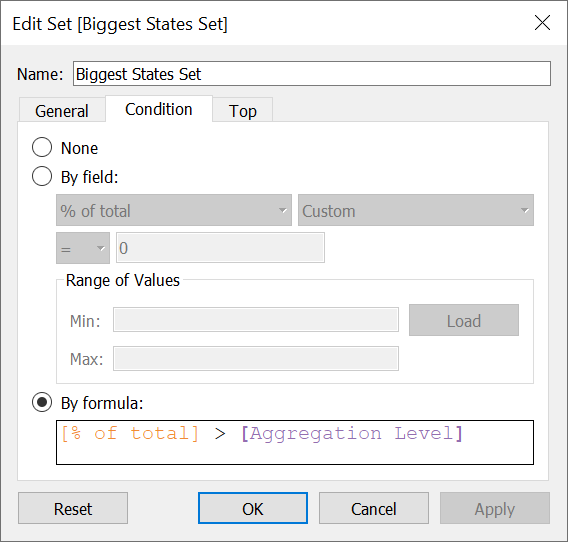 Edit Set [Biggest States Set]
Name: Biggest States Set
General Condition Top
None
By field:
% of total Custom
= 0
Range of Values
Min: Load
Max:
By formula:
[% of total] > [Aggregation Level]
Reset OK Cancel Apply